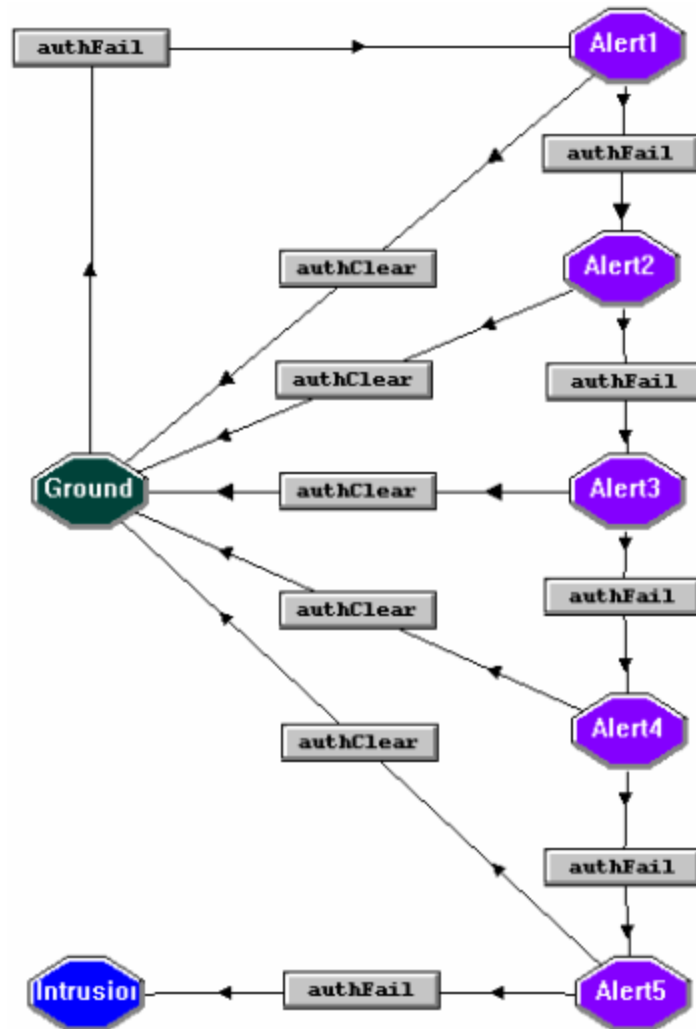 authFail
Alert1
authFail
authClear
Alert2
authClear
authFail
Ground
authClear
Alert3
authFail
authClear
Alert4
authClear
authFail
Intrusion
authFail
Alert5